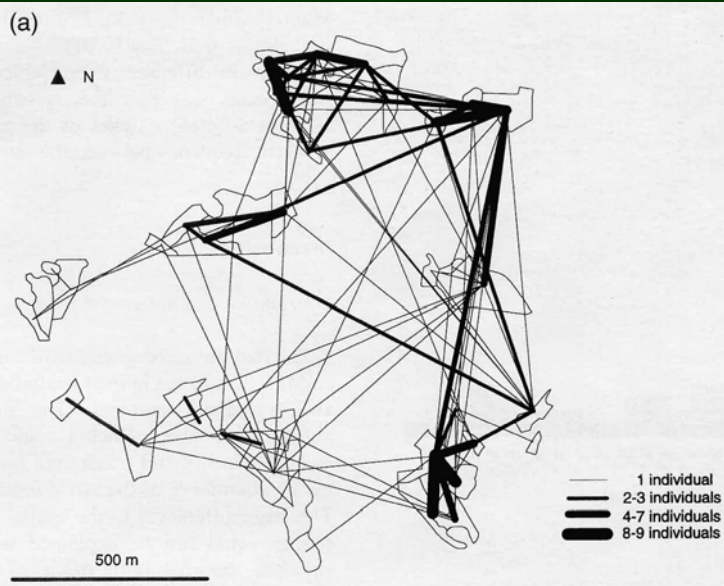 (a)
N
1 individual
2-3 individuals
4-7 individuals
8-9 individuals
500 m